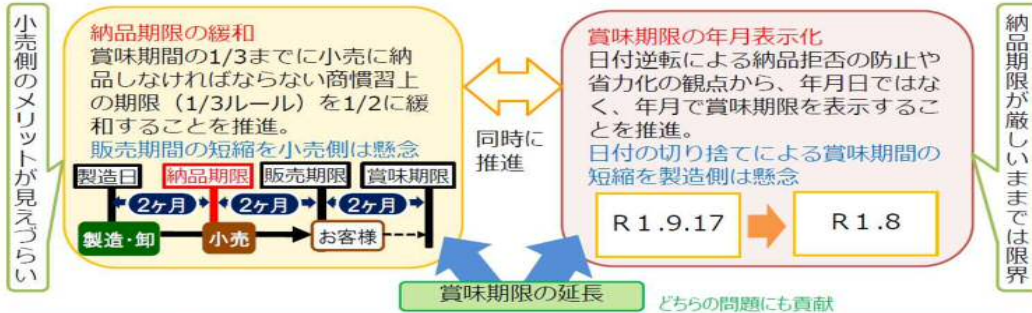 小売側のメリットが見えづらい
納品期限の緩和
賞味期間の1/3までに小売に納
品しなければならない商慣習上
の期限（1/3ルール）を1/2に緩
和することを推進。
販売期間の短縮を小売側は懸念
製造日 納品期限 販売期限 賞味期限
2ヶ月 2ヶ月 2ヶ月
製造・卸 小売 お客様
同時に
推進
賞味期限の年月表示化
日付逆転による納品拒否の防止や
省力化の観点から、年月日ではな
く、年月で賞味期限を表示するこ
とを推進。
日付の切り捨てによる賞味期間の
短縮を製造側は懸念
R1.9.17 R1.8
納品期限が厳しいままでは限界
賞味期限の延長
どちらの問題にも貢献